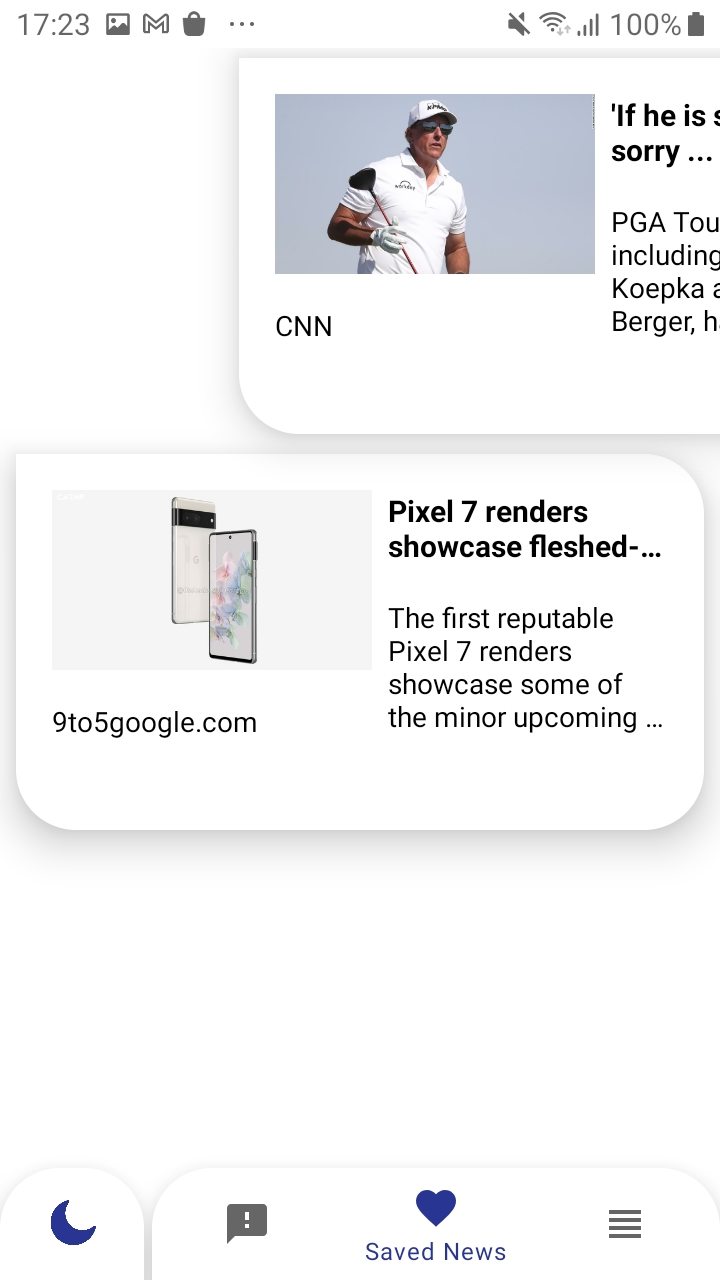 17:23
100%
'If he is s
sorry ...
PGA Tou
including
Koepka a
Berger, ha
CNN
Pixel 7 renders
showcase fleshed-...
The first reputable
Pixel 7 renders
showcase some of
the minor upcoming ...
9to5google.com
Saved News